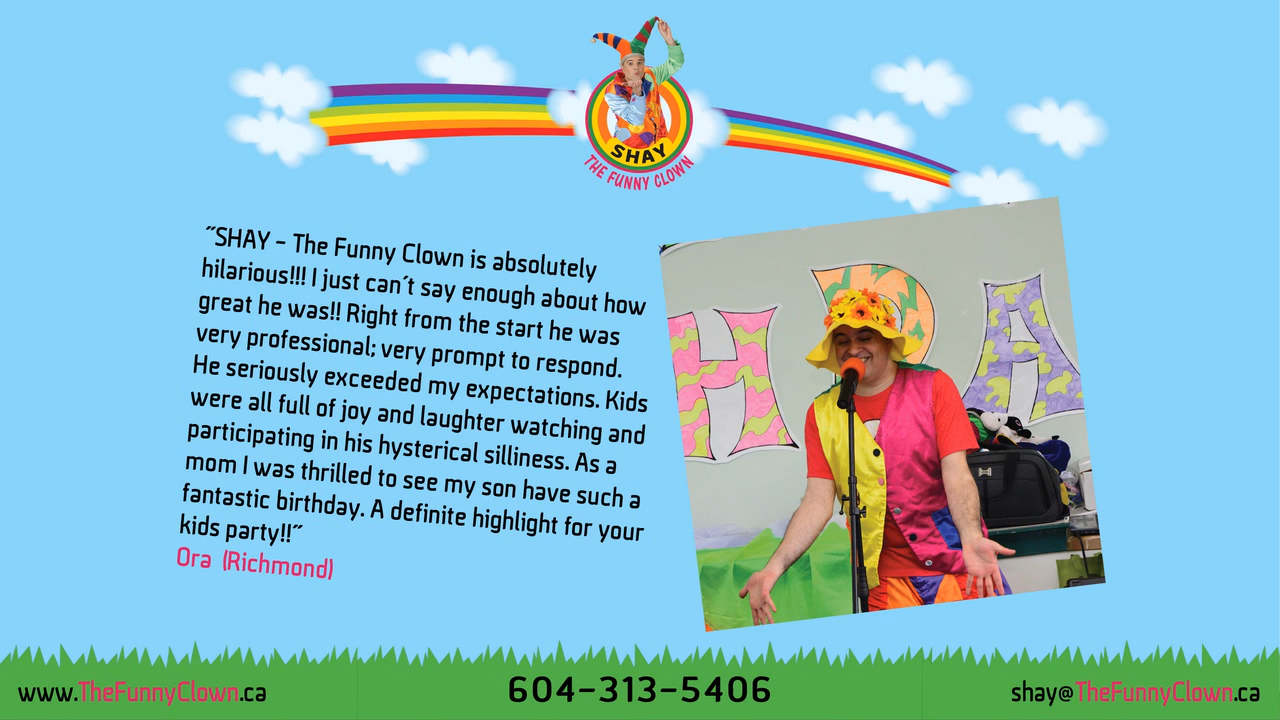 SHAY
THE FUNNY CLOWN
"SHAY - The Funny Clown is absolutely
hilarious!!! I just can't say enough about how
great he was!! Right from the start he was
very professional; very prompt to respond.
He seriously exceeded my expectations. Kids
were all full of joy and laughter watching and
participating in his hysterical silliness. As a
mom I was thrilled to see my son have such a
fantastic birthday. A definite highlight for your
kids party!!"
Ora (Richmond)
H P A
www.TheFunnyClown.ca
604-313-5406
shay@TheFunnyClown.ca